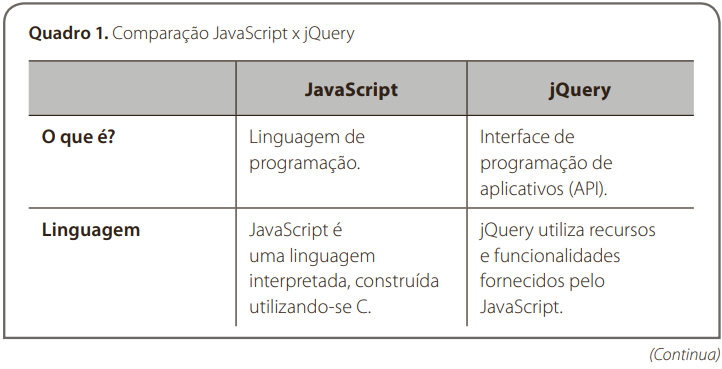 Quadro 1. Comparação JavaScript x jQuery
JavaScript
jQuery
O que é?
Linguagem de
programação.
Interface de
programação de
aplicativos (API).
Linguagem
JavaScript é
uma linguagem
interpretada, construída
utilizando-se C.
jQuery utiliza recursos
e funcionalidades
fornecidos pelo
JavaScript.
(Continua)